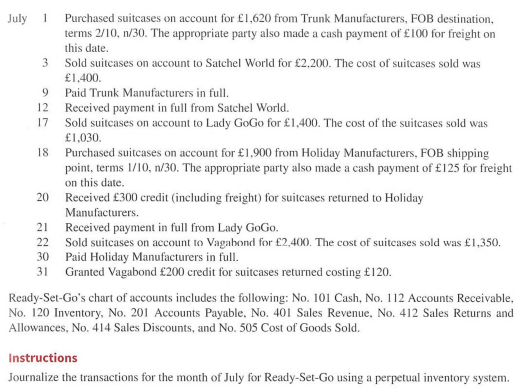 July 1 Purchased suitcases on account for £1,620 from Trunk Manufacturers, FOB destination,
terms 2/10, n/30. The appropriate party also made a cash payment of £100 for freight on
this date.
3 Sold suitcases on account to Satchel World for £2,200. The cost of suitcases sold was
£1,400.
9 Paid Trunk Manufacturers in full.
12 Received payment in full from Satchel World.
17 Sold suitcases on account to Lady GoGo for £1,400. The cost of the suitcases sold was
£1,030.
18 Purchased suitcases on account for £1,900 from Holiday Manufacturers, FOB shipping
point, terms 1/10, n/30. The appropriate party also made a cash payment of £125 for freight
on this date.
20 Received £300 credit (including freight) for suitcases returned to Holiday
Manufacturers.
21 Received payment in full from Lady GoGo.
22 Sold suitcases on account to Vagabond for £2,400. The cost of suitcases sold was £1,350.
30 Paid Holiday Manufacturers in full.
31 Granted Vagabond £200 credit for suitcases returned costing £120.
Ready-Set-Go's chart of accounts includes the following: No. 101 Cash, No. 112 Accounts Receivable,
No. 120 Inventory, No. 201 Accounts Payable, No. 401 Sales Revenue, No. 412 Sales Returns and
Allowances, No. 414 Sales Discounts, and No. 505 Cost of Goods Sold.
Instructions
Journalize the transactions for the month of July for Ready-Set-Go using a perpetual inventory system.